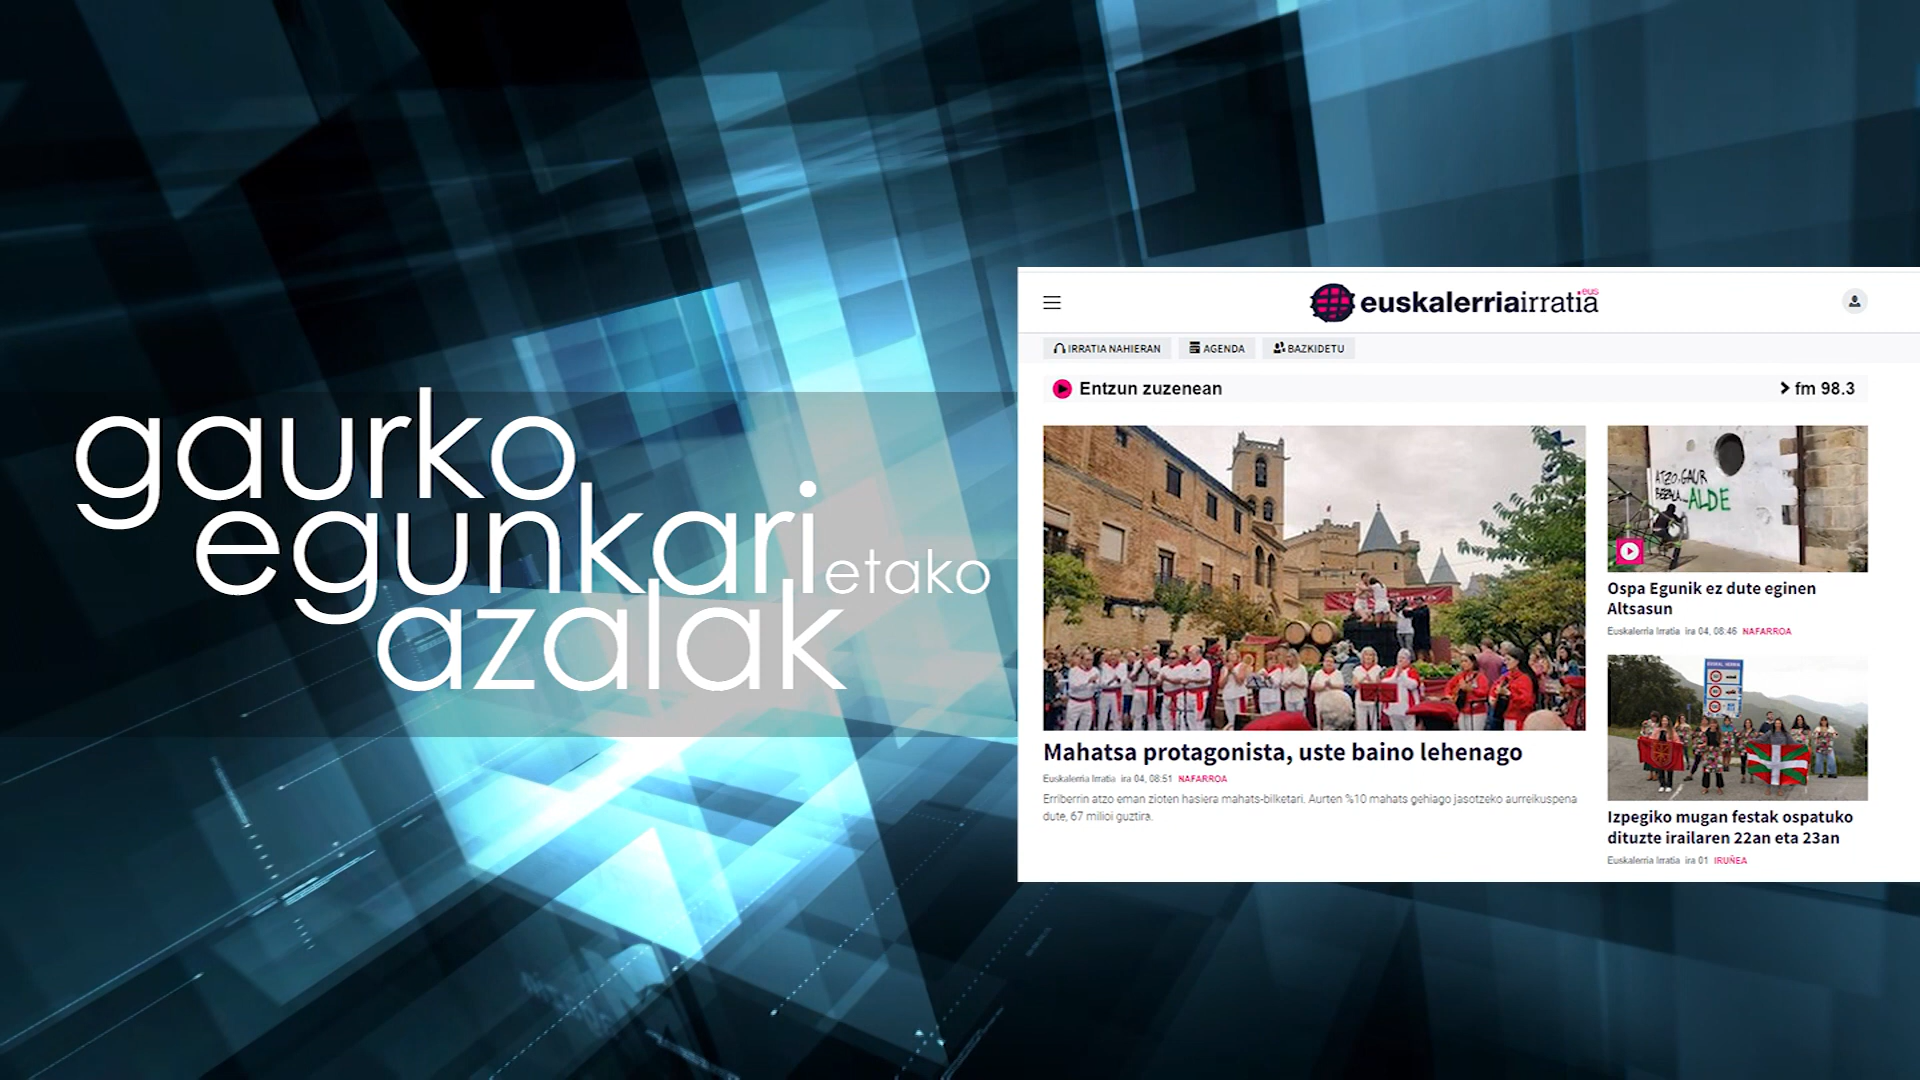 gaurko
egunkarietako
azalak
euskalerriairratia.eus
IRRATIA NAHIERAN
AGENDA
BAZKIDETU
Entzun zuzenean
fm 98.3
Mahatsa protagonista, uste baino lehenago
Euskalerria Irratia ira 04, 08:51 NAFARROA
Erriberrin atzo eman zioten hasiera mahats-bilketari. Aurten %10 mahats gehiago jasotzeko aurreikuspena
dute, 67 milioi guztira.
ATZO, GAUR
BEZALA...ALDE
Ospa Egunik ez dute eginen
Altsasun
Euskalerria Irratia ira 04, 08:46 NAFARROA
Izpegiko mugan festak ospatuko
dituzte irailaren 22an eta 23an
Euskalerria Irratia ira 01 IRUÑEA